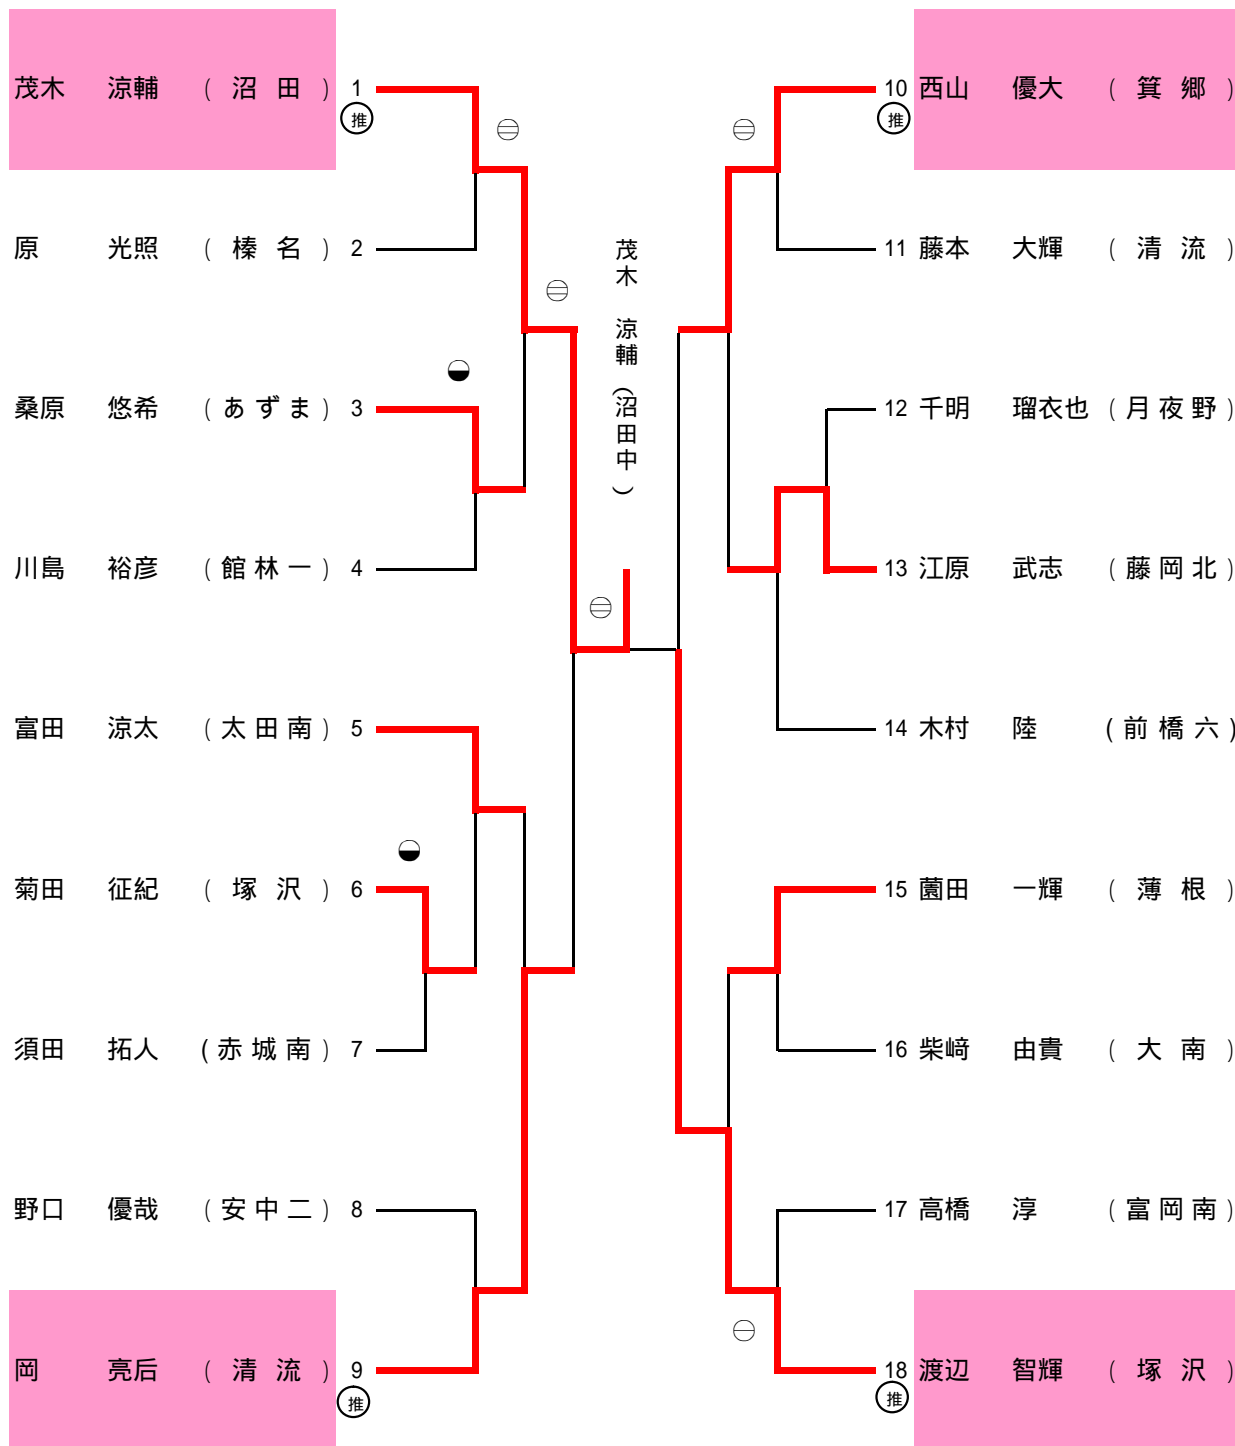 茂木 涼輔 (沼田) 1
推
原 光照 (榛名) 2
桑原 悠希 (あずま) 3
川島 裕彦 (館林一) 4
富田 涼太 (太田南) 5
菊田 征紀 (塚沢) 6
須田 拓人 (赤城南) 7
野口 優哉 (安中二) 8
岡 亮后 (清流) 9
推
茂木 涼輔 (沼田中)
10 西山 優大 (箕郷)
推
11 藤本 大輝 (清流)
12 千明 瑠衣也 (月夜野)
13 江原 武志 (藤岡北)
14 木村 陸 (前橋六)
15 薗田 一輝 (薄根)
16 柴﨑 由貴 (大南)
17 高橋 淳 (富岡南)
18 渡辺 智輝 (塚沢)
推